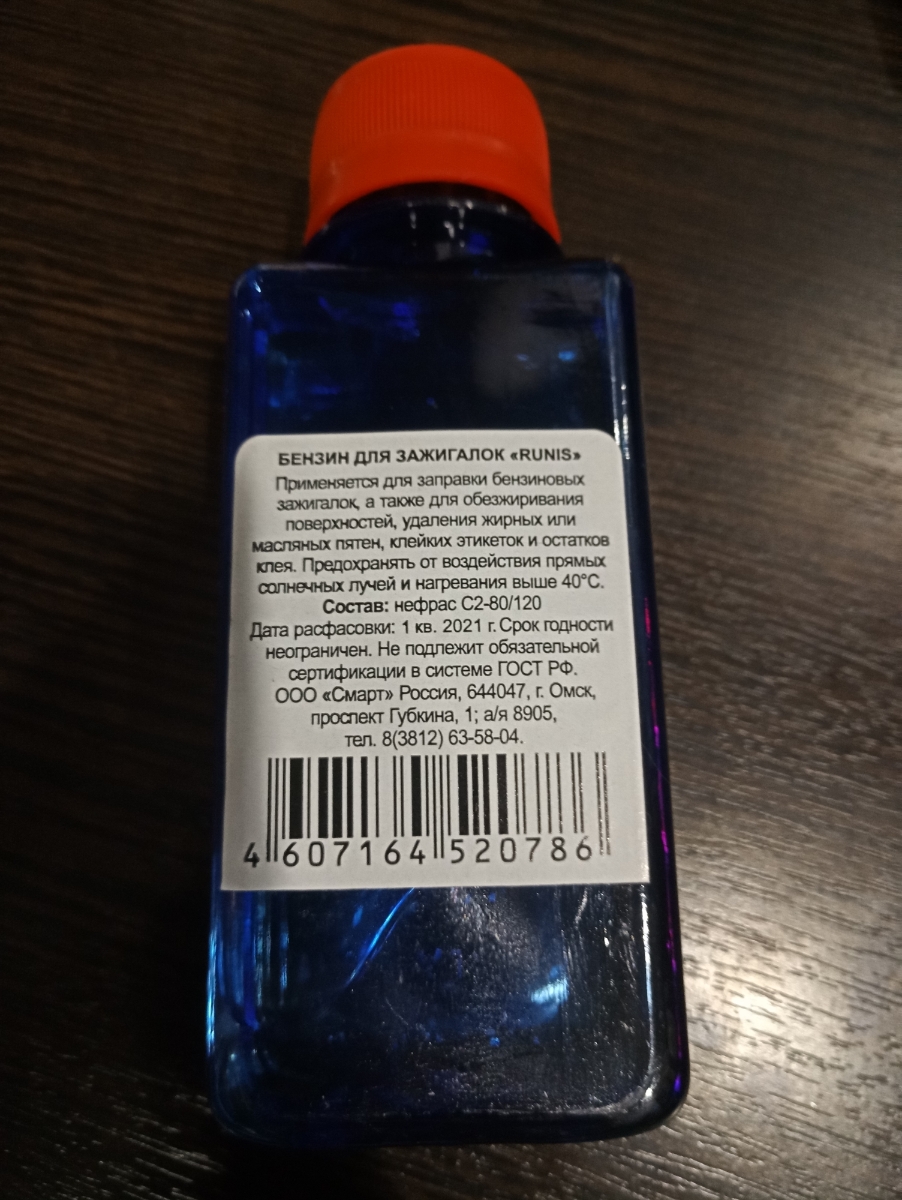 БЕНЗИН ДЛЯ ЗАЖИГАЛОК «RUNIS»
Применяется для заправки бензиновых
зажигалок, а также для обезжиривания
поверхностей, удаления жирных или
масляных пятен, клейких этикеток и остатков
клея. Предохранять от воздействия прямых
солнечных лучей и нагревания выше 40°С.
Состав: нефрас С2-80/120
Дата расфасовки: 1 кв. 2021 г. Срок годности
неограничен. Не подлежит обязательной
сертификации в системе ГОСТ РФ.
ООО «Смарт» Россия, 644047, г. Омск,
проспект Губкина, 1; а/я 8905,
тел. 8(3812) 63-58-04.
4 607164 520786